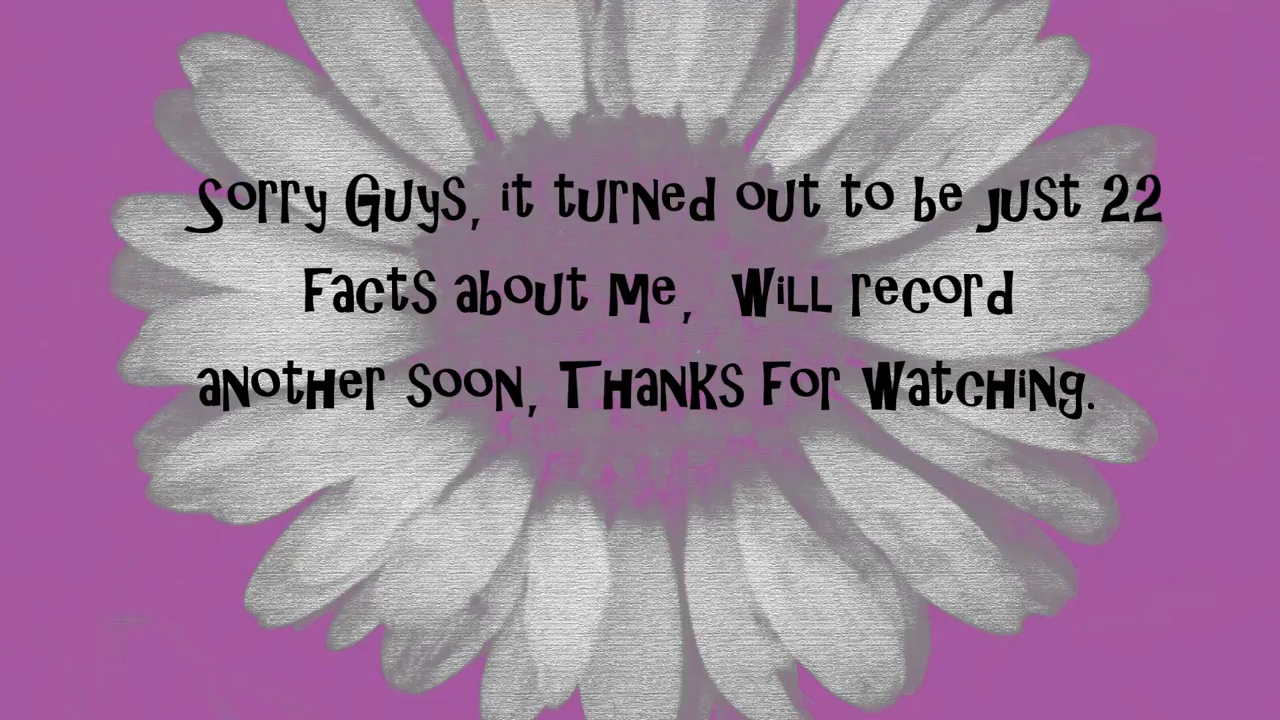 Sorry Guys, it turned out to be just 22
Facts about Me, Will record
another soon, Thanks For Watching.